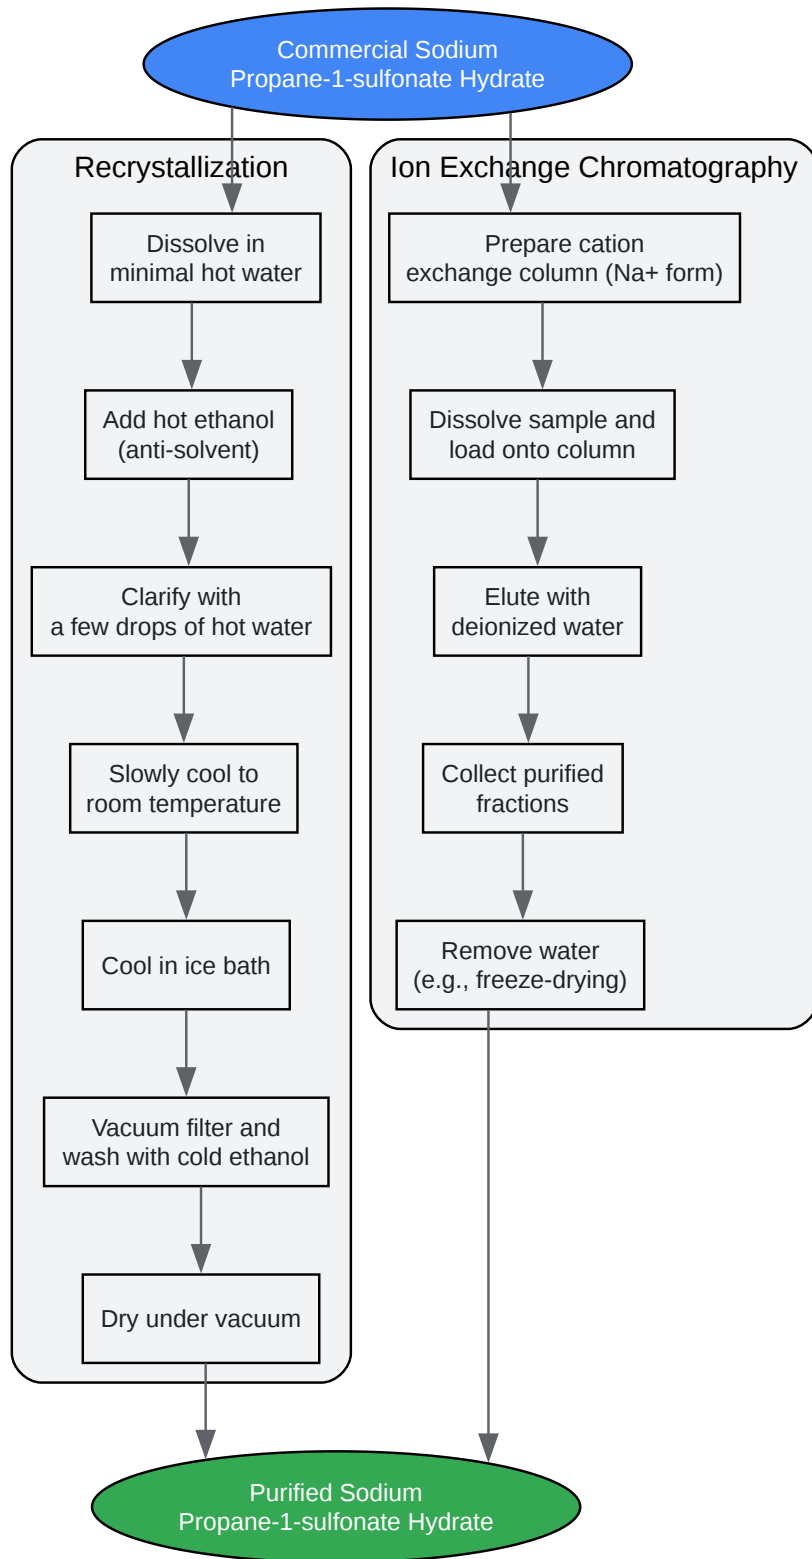 Commercial Sodium
Propane-1-sulfonate Hydrate
Recrystallization
Dissolve in
minimal hot water
Add hot ethanol
(anti-solvent)
Clarify with
a few drops of hot water
Slowly cool to
room temperature
Cool in ice bath
Vacuum filter and
wash with cold ethanol
Dry under vacuum
Ion Exchange Chromatography
Prepare cation
exchange column (Na+ form)
Dissolve sample and
load onto column
Elute with
deionized water
Collect purified
fractions
Remove water
(e.g., freeze-drying)
Purified Sodium
Propane-1-sulfonate Hydrate